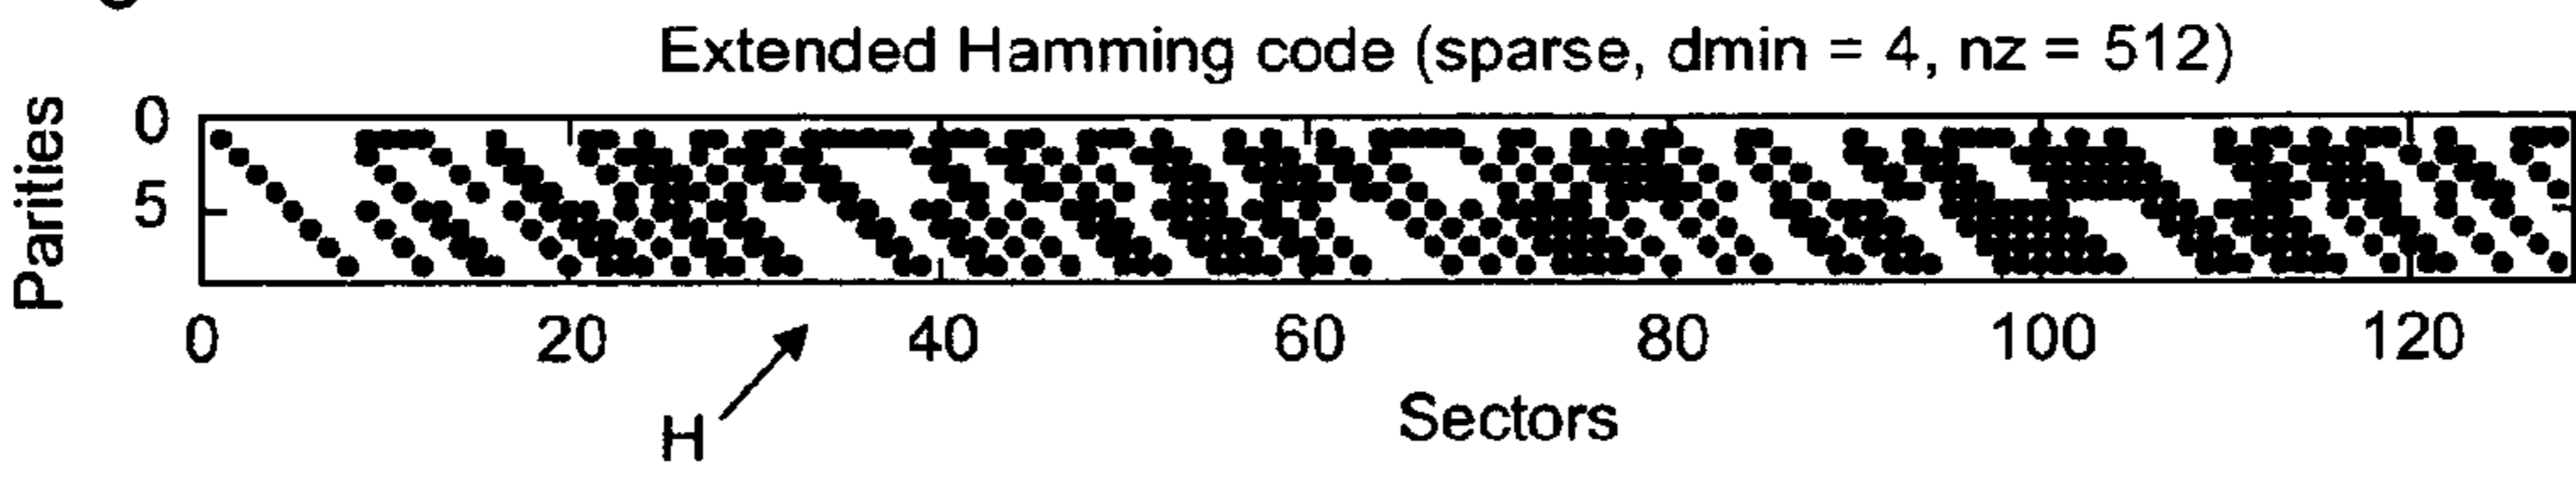 Extended Hamming code (sparse, dmin = 4, nz = 512)
Parities
0
5
0 20 40 60 80 100 120
H
Sectors